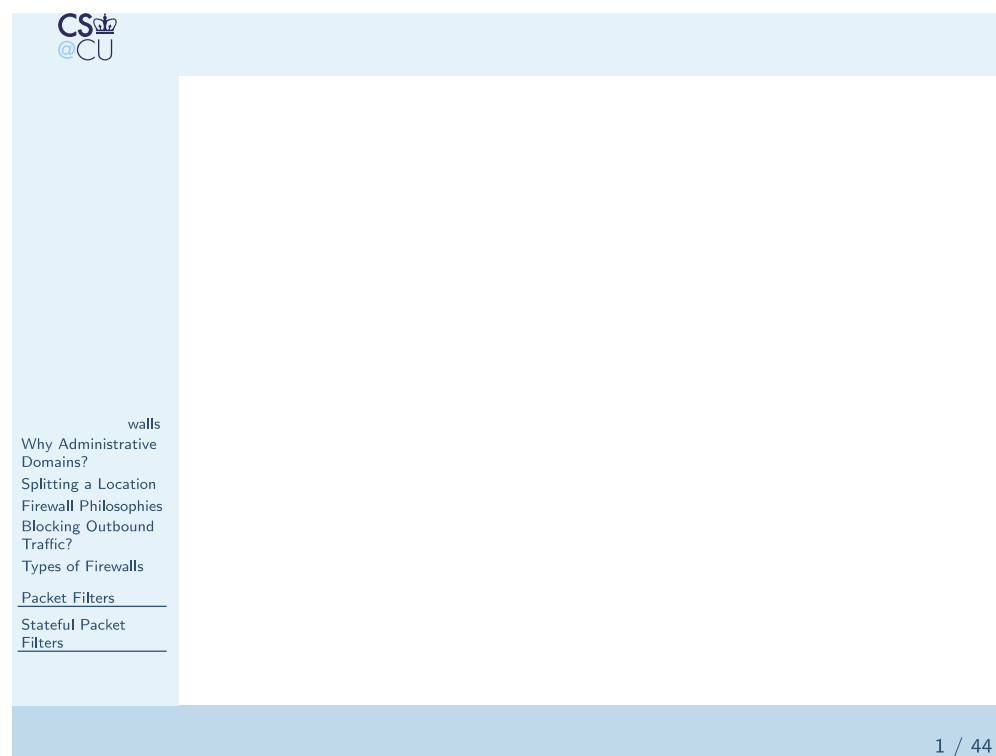 CS
@CU
walls
Why Administrative
Domains?
Splitting a Location
Firewall Philosophies
Blocking Outbound
Traffic?
Types of Firewalls
Packet Filters
Stateful Packet
Filters
1 / 44